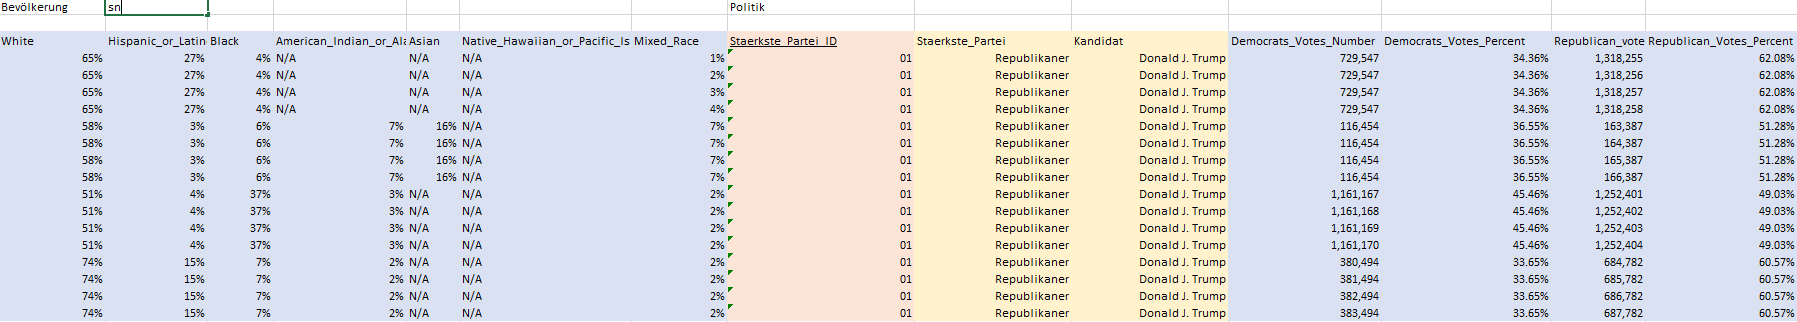 Bevölkerung sn Politik
White Hispanic_or_Latin Black American_Indian_or_Ala Asian Native_Hawaiian_or_Pacific_Is Mixed_Race Staerkste_Partei_ID Staerkste_Partei Kandidat Democrats_Votes_Number Democrats_Votes_Percent Republican_vote Republican_Votes_Percent
65% 27% 4% N/A N/A N/A 1% 01 Republikaner Donald J. Trump 729,547 34.36% 1,318,255 62.08%
65% 27% 4% N/A N/A N/A 2% 01 Republikaner Donald J. Trump 729,547 34.36% 1,318,256 62.08%
65% 27% 4% N/A N/A N/A 3% 01 Republikaner Donald J. Trump 729,547 34.36% 1,318,257 62.08%
65% 27% 4% N/A N/A N/A 4% 01 Republikaner Donald J. Trump 729,547 34.36% 1,318,258 62.08%
58% 3% 6% 7% 16% N/A 7% 01 Republikaner Donald J. Trump 116,454 36.55% 163,387 51.28%
58% 3% 6% 7% 16% N/A 7% 01 Republikaner Donald J. Trump 116,454 36.55% 164,387 51.28%
58% 3% 6% 7% 16% N/A 7% 01 Republikaner Donald J. Trump 116,454 36.55% 165,387 51.28%
58% 3% 6% 7% 16% N/A 7% 01 Republikaner Donald J. Trump 116,454 36.55% 166,387 51.28%
51% 4% 37% 3% N/A N/A 2% 01 Republikaner Donald J. Trump 1,161,167 45.46% 1,252,401 49.03%
51% 4% 37% 3% N/A N/A 2% 01 Republikaner Donald J. Trump 1,161,168 45.46% 1,252,402 49.03%
51% 4% 37% 3% N/A N/A 2% 01 Republikaner Donald J. Trump 1,161,169 45.46% 1,252,403 49.03%
51% 4% 37% 3% N/A N/A 2% 01 Republikaner Donald J. Trump 1,161,170 45.46% 1,252,404 49.03%
74% 15% 7% 2% N/A N/A 2% 01 Republikaner Donald J. Trump 380,494 33.65% 684,782 60.57%
74% 15% 7% 2% N/A N/A 2% 01 Republikaner Donald J. Trump 381,494 33.65% 685,782 60.57%
74% 15% 7% 2% N/A N/A 2% 01 Republikaner Donald J. Trump 382,494 33.65% 686,782 60.57%
74% 15% 7% 2% N/A N/A 2% 01 Republikaner Donald J. Trump 383,494 33.65% 687,782 60.57%